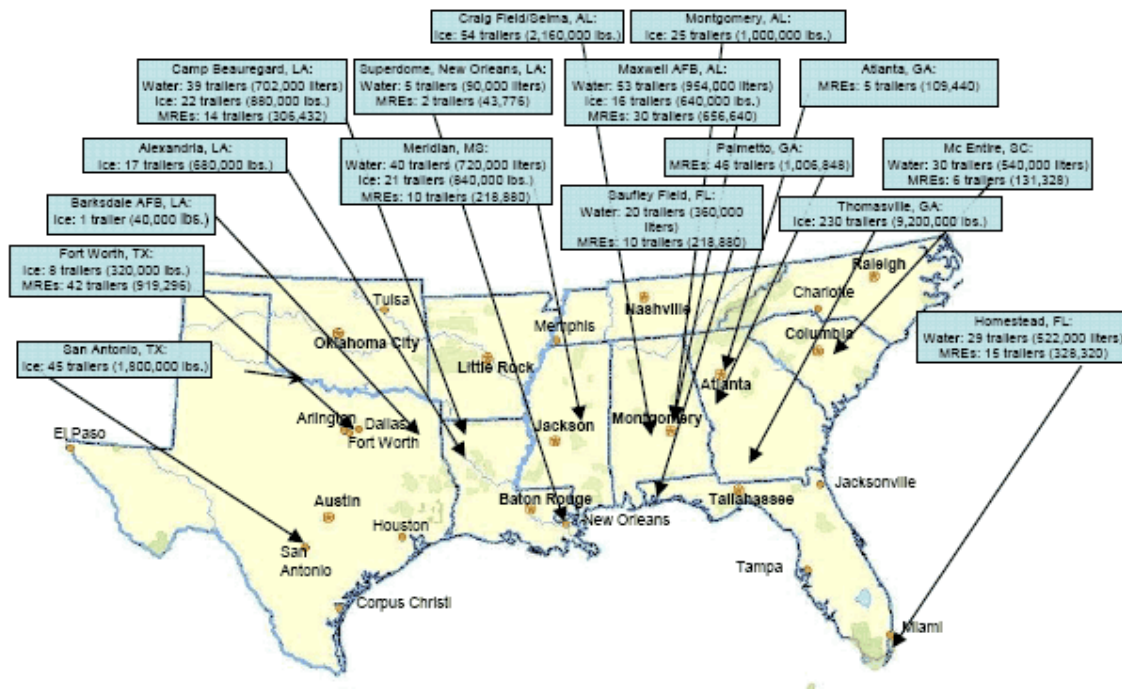 Craig Field/Selma, AL:
Ice: 54 trailers (2,160,000 lbs.)
Montgomery, AL:
Ice: 25 trailers (1,000,000 lbs.)
Camp Beauregard, LA:
Water: 39 trailers (702,000 liters)
Ice: 22 trailers (880,000 lbs.)
MREs: 14 trailers (306,432)
Superdome, New Orleans, LA:
Water: 5 trailers (90,000 liters)
MREs: 2 trailers (43,776)
Maxwell AFB, AL:
Water: 53 trailers (954,000 liters)
Ice: 16 trailers (640,000 lbs.)
MREs: 30 trailers (656,640)
Atlanta, GA:
MREs: 5 trailers (109,440)
Alexandria, LA:
Ice: 17 trailers (680,000 lbs.)
Meridian, MS:
Water: 40 trailers (720,000 liters)
Ice: 21 trailers (840,000 lbs.)
MREs: 10 trailers (218,880)
Palmetto, GA:
MREs: 46 trailers (1,006,848)
Mc Entire, SC:
Water: 30 trailers (540,000 liters)
MREs: 6 trailers (131,328)
Barksdale AFB, LA:
Ice: 1 trailer (40,000 lbs.)
Saufley Field, FL:
Water: 20 trailers (360,000
liters)
MREs: 10 trailers (218,880)
Thomasville, GA:
Ice: 230 trailers (9,200,000 lbs.)
Fort Worth, TX:
Ice: 8 trailers (320,000 lbs.)
MREs: 42 trailers (919,296)
San Antonio, TX:
Ice: 45 trailers (1,800,000 lbs.)
Homestead, FL:
Water: 29 trailers (522,000 liters)
MREs: 15 trailers (328,320)
Raleigh
Tulsa
Nashville
Charlotte
Memphis
Oklahoma City
Columbia
Little Rock
Atlanta
Arlington
Dallas
Fort Worth
El Paso
Jackson
Montgomery
Austin
Baton Rouge
Tallahassee
Jacksonville
Houston
New Orleans
San
Antonio
Tampa
Corpus Christi
Miami